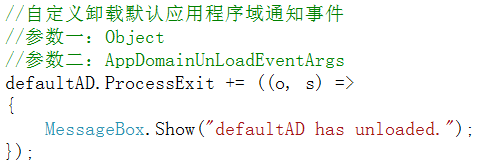 //自定义卸载默认应用程序域通知事件
//参数一：Object
//参数二：AppDomainUnLoadEventArgs
defaultAD.ProcessExit += ((o, s) =>
{
    MessageBox.Show("defaultAD has unloaded.");
});